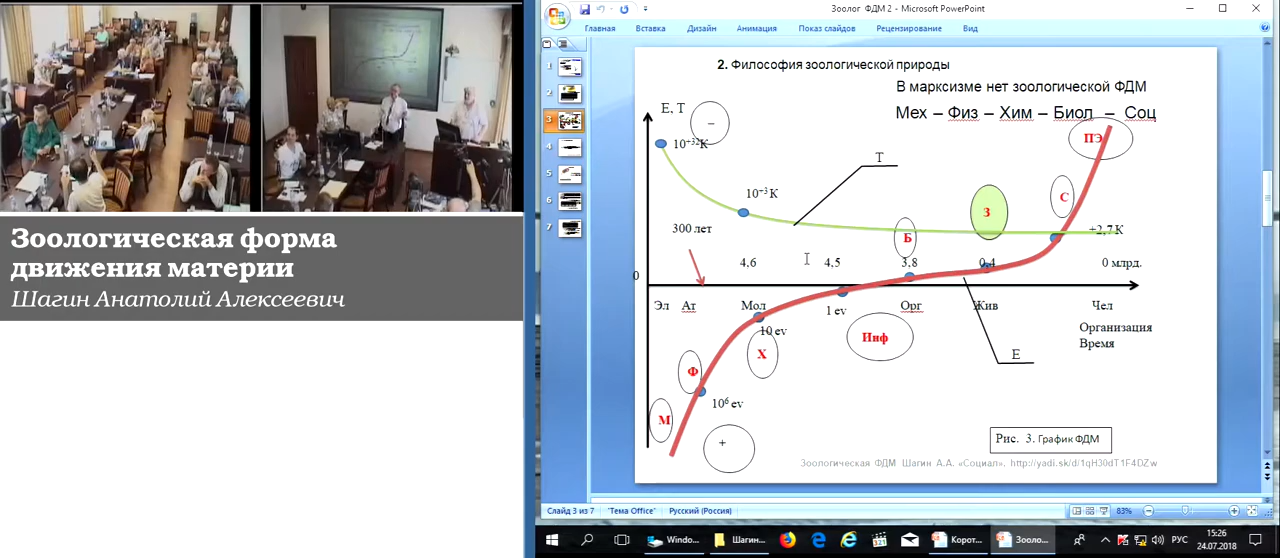 Зоологическая форма
движения материи
Шагин Анатолий Алексеевич
Зоолог ФДМ 2 - Microsoft PowerPoint
Главная Вставка Дизайн Анимация Показ слайдов Рецензирование Вид
1
2
3
4
5
6
7
2. Философия зоологической природы
В марксизме нет зоологической ФДМ
Мех – Физ – Хим – Биол – Соц
E, T
–
ПЭ
10⁺³²K
T
10⁻³ K
С
З
300 лет
Б
+2,7 K
4,6 4,5 3,8 0,4 0 млрд.
0
Эл Ат Мол Орг Жив Чел
1 ev
10 ev
Инф
Организация
Время
Х
E
Ф
10⁶ ev
М
+
Рис. 3. График ФДМ
Зоологическая ФДМ Шагин А.А. «Социал». http://yadi.sk/d/1qH30dT1F4DZw
Слайд 3 из 7 "Тема Office" Русский (Россия) 83%
Windo... Шагин... Корот... Зооло... РУС
15:26
24.07.2018